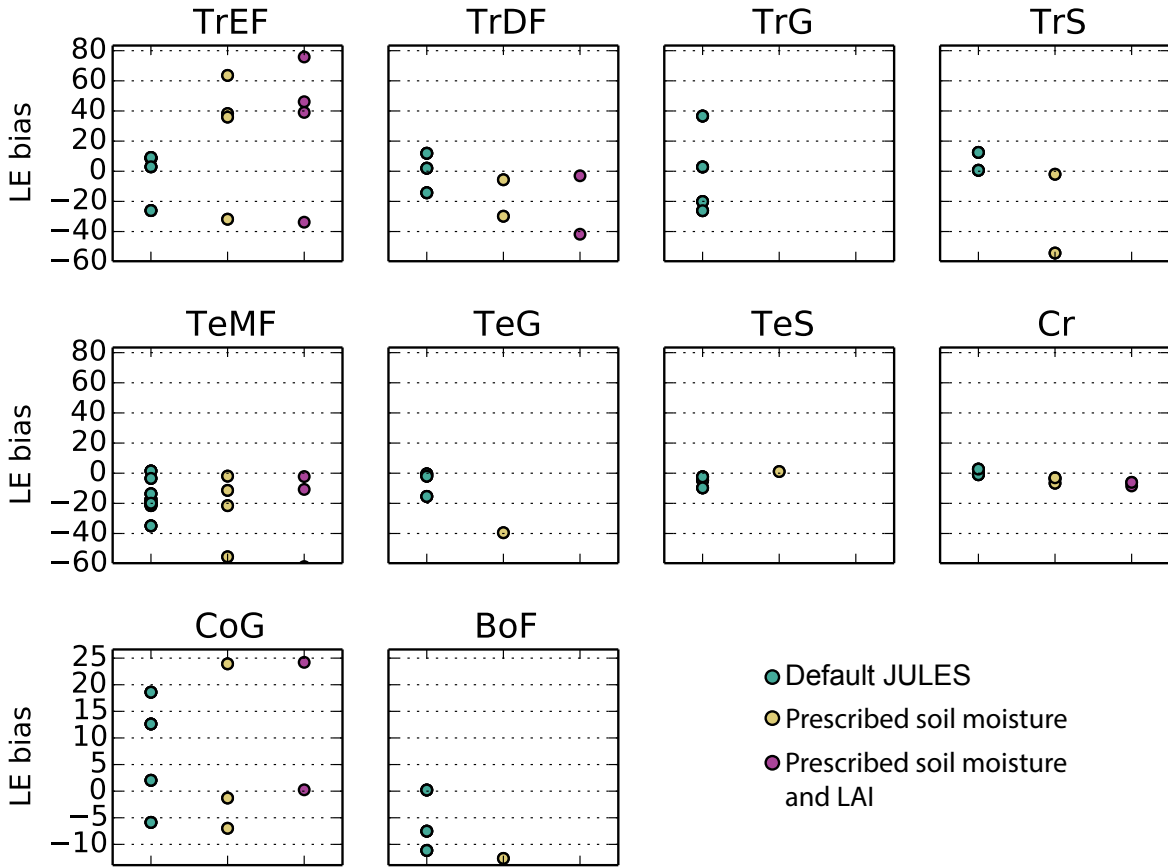 TrEF TrDF TrG TrS
LE bias
80
60
40
20
0
−20
−40
−60
TeMF TeG TeS Cr
LE bias
80
60
40
20
0
−20
−40
−60
CoG BoF
LE bias
25
20
15
10
5
0
−5
−10
Default JULES
Prescribed soil moisture
Prescribed soil moisture
and LAI